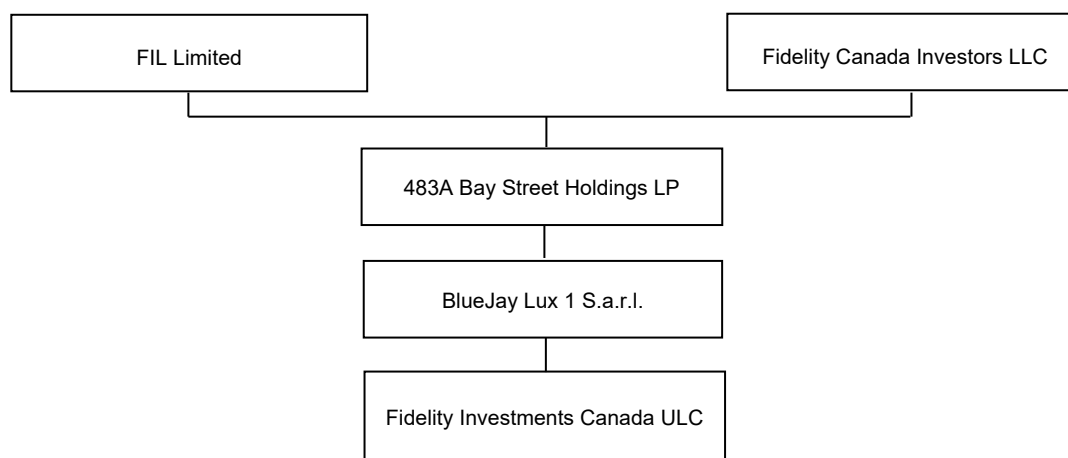 FIL Limited
Fidelity Canada Investors LLC
483A Bay Street Holdings LP
BlueJay Lux 1 S.a.r.l.
Fidelity Investments Canada ULC